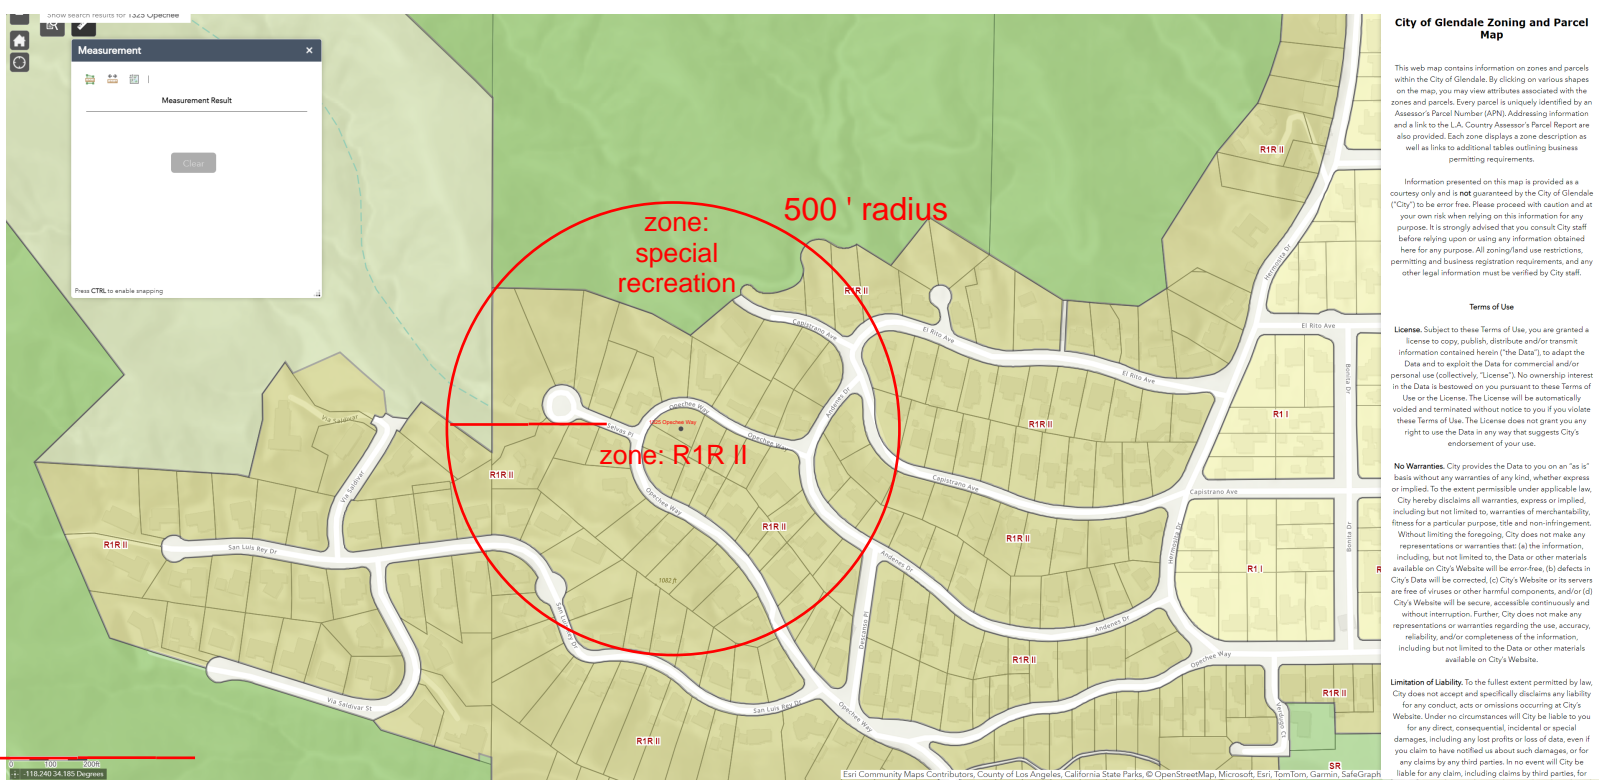 Show search results for 1325 Opechee
Measurement
×
Measurement Result
Clear
Press CTRL to enable snapping
500 ' radius
zone:
special
recreation
zone: R1R II
1325 Opechee Way
R1R II
R1R II
R1R II
R1R II
R1R II
R1R II
R1R II
R1R II
R1R II
R1R II
R1 I
R1 I
SR
Hermosita Dr
El Rito Ave
El Rito Ave
El Rito Ave
Bonita Dr
Bonita Dr
Capistrano Ave
Capistrano Ave
Capistrano Ave
Andenes Dr
Andenes Dr
Andenes Dr
Opechee Way
Opechee Way
Opechee Way
Opechee Way
Opechee Way
Selvas Pl
Via Saldivar
Via Saldivar
San Luis Rey Dr
San Luis Rey Dr
San Luis Rey Dr
Via Saldivar St
Descanso Pl
Hermosita Dr
Verdugo Ct
1082 ft
0 100 200ft
-118.240 34.185 Degrees
Esri Community Maps Contributors, County of Los Angeles, California State Parks, © OpenStreetMap, Microsoft, Esri, TomTom, Garmin, SafeGraph
City of Glendale Zoning and Parcel
Map
This web map contains information on zones and parcels
within the City of Glendale. By clicking on various shapes
on the map, you may view attributes associated with the
zones and parcels. Every parcel is uniquely identified by an
Assessor's Parcel Number (APN). Addressing information
and a link to the L.A. Country Assessor's Parcel Report are
also provided. Each zone displays a zone description as
well as links to additional tables outlining business
permitting requirements.
Information presented on this map is provided as a
courtesy only and is not guaranteed by the City of Glendale
("City") to be error free. Please proceed with caution and at
your own risk when relying on this information for any
purpose. It is strongly advised that you consult City staff
before relying upon or using any information obtained
here for any purpose. All zoning/land use restrictions,
permitting and business registration requirements, and any
other legal information must be verified by City staff.
Terms of Use
License. Subject to these Terms of Use, you are granted a
license to copy, publish, distribute and/or transmit
information contained herein ("the Data"), to adapt the
Data and to exploit the Data for commercial and/or
personal use (collectively, "License"). No ownership interest
in the Data is bestowed on you pursuant to these Terms of
Use or the License. The License will be automatically
voided and terminated without notice to you if you violate
these Terms of Use. The License does not grant you any
right to use the Data in any way that suggests City's
endorsement of your use.
No Warranties. City provides the Data to you on an "as is"
basis without any warranties of any kind, whether express
or implied. To the extent permissible under applicable law,
City hereby disclaims all warranties, express or implied,
including but not limited to, warranties of merchantability,
fitness for a particular purpose, title and non-infringement.
Without limiting the foregoing, City does not make any
representations or warranties that: (a) the information,
including, but not limited to, the Data or other materials
available on City's Website will be error-free, (b) defects in
City's Data will be corrected, (c) City's Website or its servers
are free of viruses or other harmful components, and/or (d)
City's Website will be secure, accessible continuously and
without interruption. Further, City does not make any
representations or warranties regarding the use, accuracy,
reliability, and/or completeness of the information,
including but not limited to the Data or other materials
available on City's Website.
Limitation of Liability. To the fullest extent permitted by law,
City does not accept and specifically disclaims any liability
for any conduct, acts or omissions occurring at City's
Website. Under no circumstances will City be liable to you
for any direct, consequential, incidental or special
damages, including any lost profits or loss of data, even if
you claim to have notified us about such damages, or for
any claims by any third parties. In no event will City be
liable for any claim, including claims by third parties, for